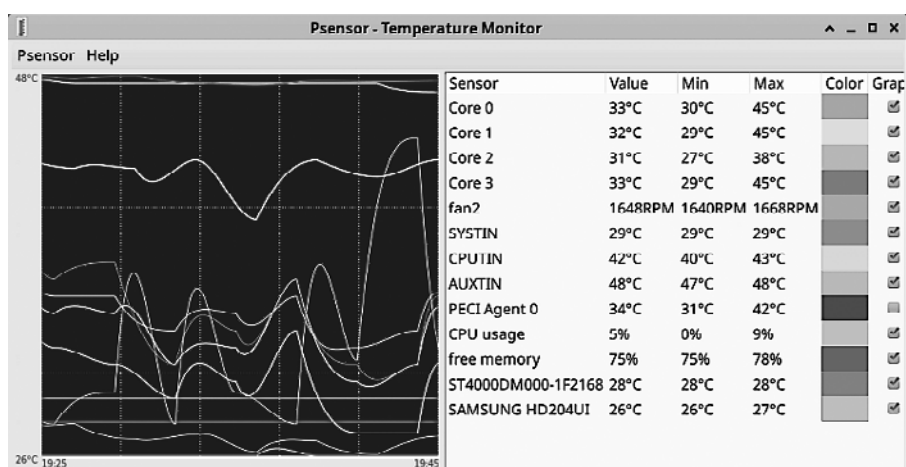 Psensor - Temperature Monitor
Psensor Help
48°C
26°C 19:25 19:45
Sensor Value Min Max Color Grap
Core 0 33°C 30°C 45°C
Core 1 32°C 29°C 45°C
Core 2 31°C 27°C 38°C
Core 3 33°C 29°C 45°C
fan2 1648RPM 1640RPM 1668RPM
SYSTIN 29°C 29°C 29°C
CPUTIN 42°C 40°C 43°C
AUXTIN 48°C 47°C 48°C
PECI Agent 0 34°C 31°C 42°C
CPU usage 5% 0% 9%
free memory 75% 75% 78%
ST4000DM000-1F2168 28°C 28°C 28°C
SAMSUNG HD204UI 26°C 26°C 27°C